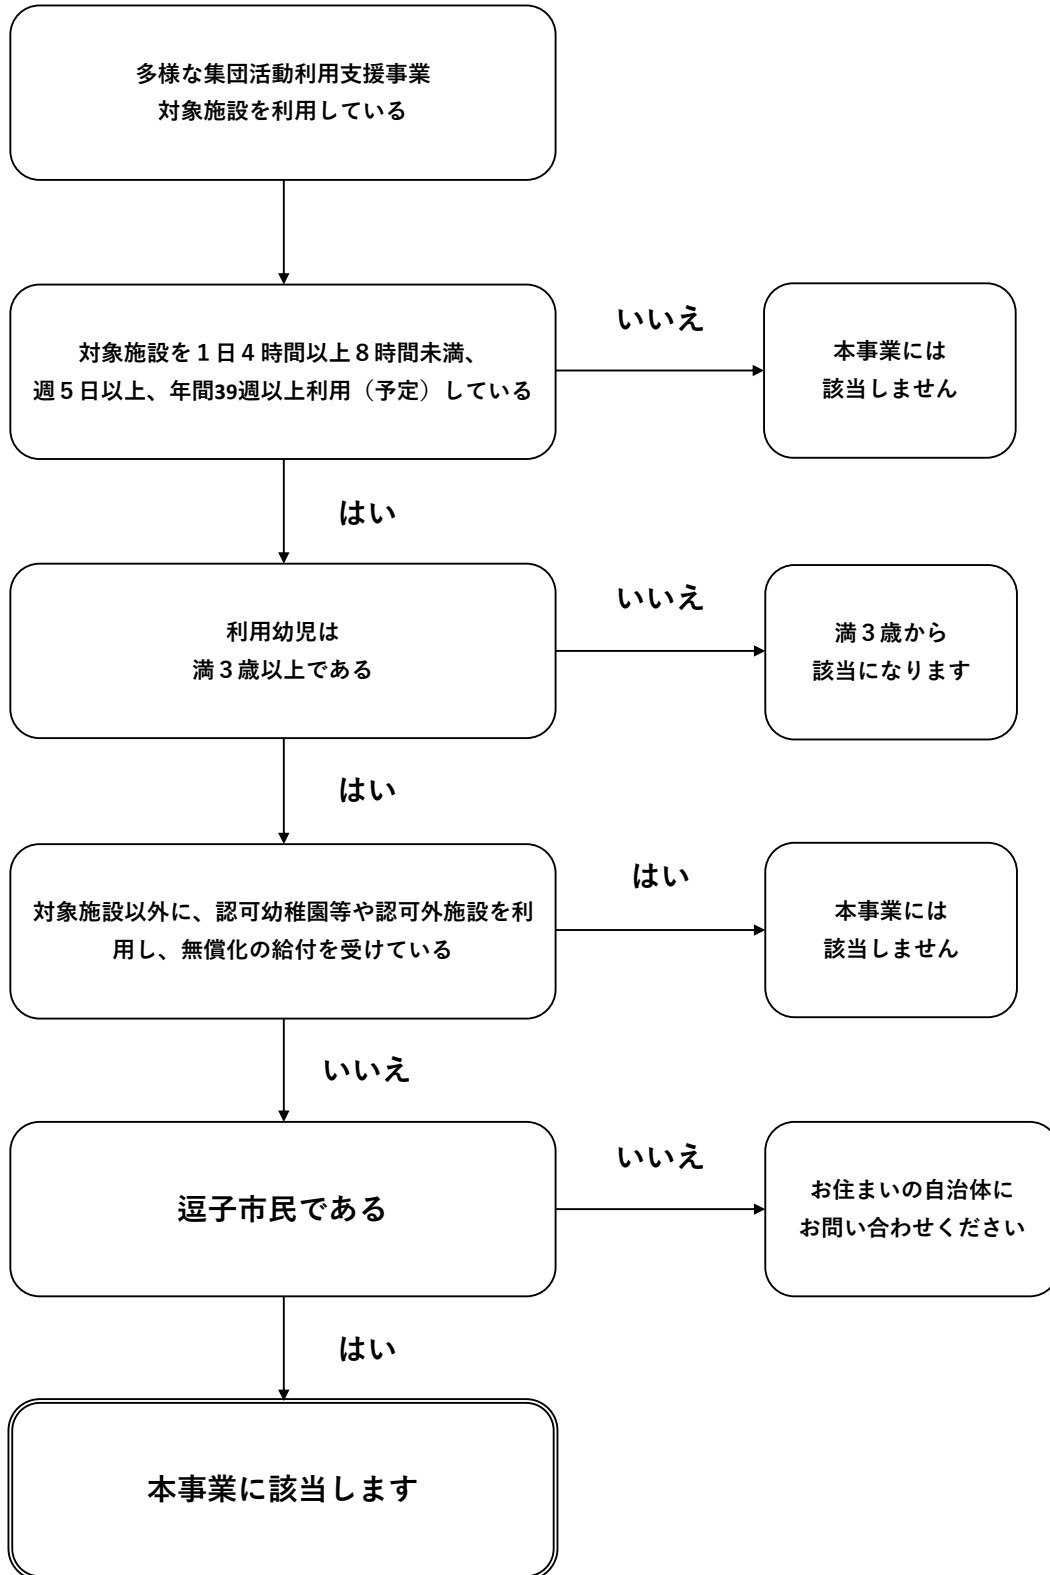 多様な集団活動利用支援事業
対象施設を利用している
対象施設を１日４時間以上８時間未満、
週５日以上、年間39週以上利用（予定）している
いいえ
本事業には
該当しません
はい
利用幼児は
満３歳以上である
いいえ
満３歳から
該当になります
はい
対象施設以外に、認可幼稚園等や認可外施設を利
用し、無償化の給付を受けている
はい
本事業には
該当しません
いいえ
逗子市民である
いいえ
お住まいの自治体に
お問い合わせください
はい
本事業に該当します